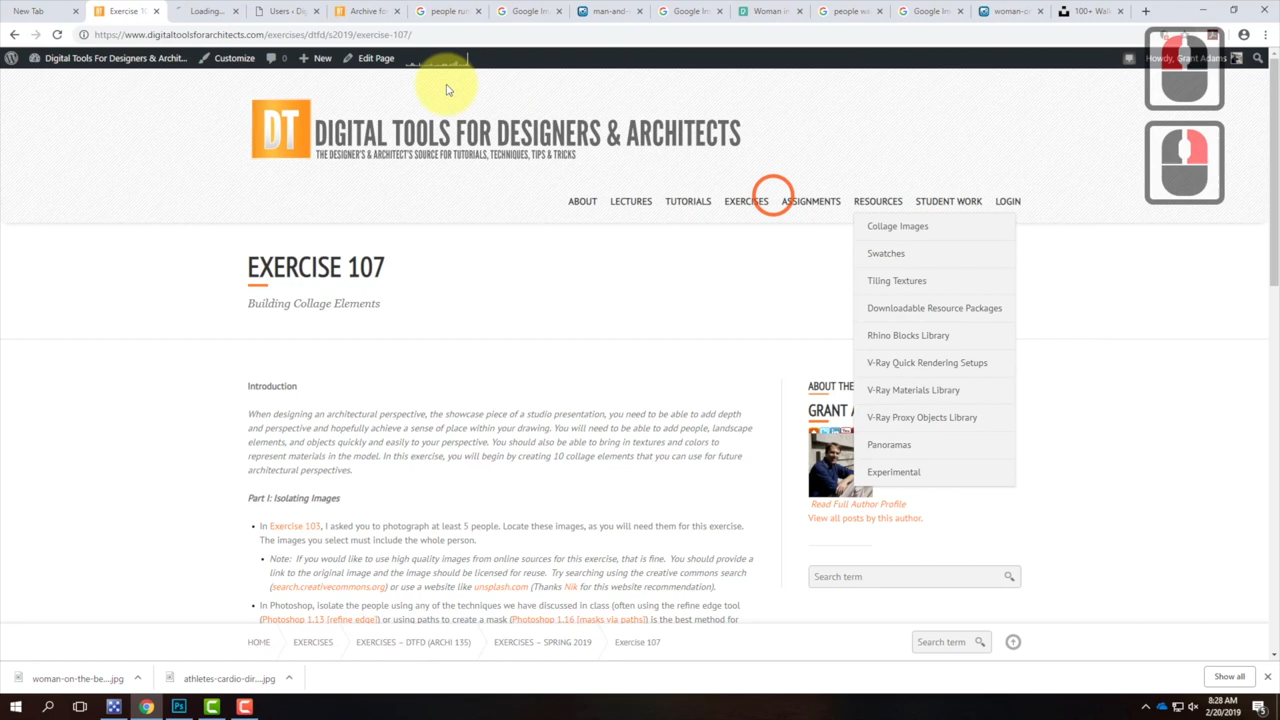 New Tab
Exercise 10
Loading...
Users ‹ Dig
Archive for
people run
Google Im
man-and-
Google Im
Woman in
people wa
Google Im
woman-on
100+ Walk
https://www.digitaltoolsforarchitects.com/exercises/dtfd/s2019/exercise-107/
Digital Tools For Designers & Archit...
Customize
0
New
Edit Page
Howdy, Grant Adams
DT DIGITAL TOOLS FOR DESIGNERS & ARCHITECTS
THE DESIGNER'S & ARCHITECT'S SOURCE FOR TUTORIALS, TECHNIQUES, TIPS & TRICKS
ABOUT LECTURES TUTORIALS EXERCISES ASSIGNMENTS RESOURCES STUDENT WORK LOGIN
Collage Images
Swatches
Tiling Textures
Downloadable Resource Packages
Rhino Blocks Library
V-Ray Quick Rendering Setups
V-Ray Materials Library
V-Ray Proxy Objects Library
Panoramas
Experimental
EXERCISE 107
Building Collage Elements
Introduction
When designing an architectural perspective, the showcase piece of a studio presentation, you need to be able to add depth
and perspective and hopefully achieve a sense of place within your drawing. You will need to be able to add people, landscape
elements, and objects quickly and easily to your perspective. You should also be able to bring in textures and colors to
represent materials in the model. In this exercise, you will begin by creating 10 collage elements that you can use for future
architectural perspectives.
Part I: Isolating Images
• In Exercise 103, I asked you to photograph at least 5 people. Locate these images, as you will need them for this exercise.
The images you select must include the whole person.
• Note: If you would like to use high quality images from online sources for this exercise, that is fine. You should provide a
link to the original image and the image should be licensed for reuse. Try searching using the creative commons search
(search.creativecommons.org) or use a website like unsplash.com (Thanks Nik for this website recommendation).
• In Photoshop, isolate the people using any of the techniques we have discussed in class (often using the refine edge tool
(Photoshop 1.13 [refine edge]) or using paths to create a mask (Photoshop 1.16 [masks via paths]) is the best method for
ABOUT THE
GRANT A
Read Full Author Profile
View all posts by this author.
Search term
HOME EXERCISES EXERCISES – DTFD (ARCHI 135) EXERCISES – SPRING 2019 Exercise 107
Search term
woman-on-the-be....jpg
athletes-cardio-dir....jpg
Show all
Ps
8:28 AM
2/20/2019
5